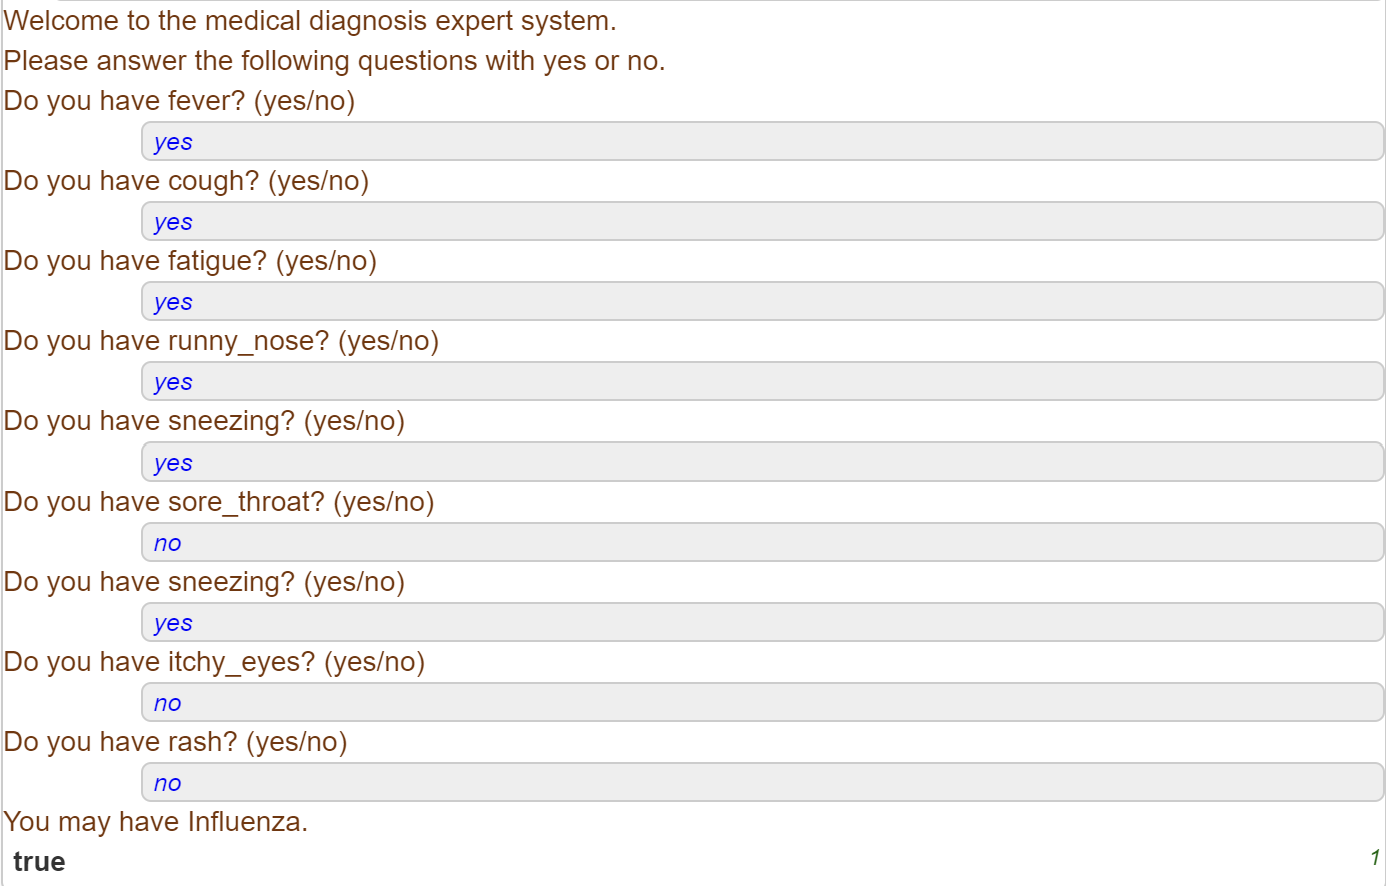 Welcome to the medical diagnosis expert system.
Please answer the following questions with yes or no.
Do you have fever? (yes/no)
yes
Do you have cough? (yes/no)
yes
Do you have fatigue? (yes/no)
yes
Do you have runny_nose? (yes/no)
yes
Do you have sneezing? (yes/no)
yes
Do you have sore_throat? (yes/no)
no
Do you have sneezing? (yes/no)
yes
Do you have itchy_eyes? (yes/no)
no
Do you have rash? (yes/no)
no
You may have Influenza.
true 1